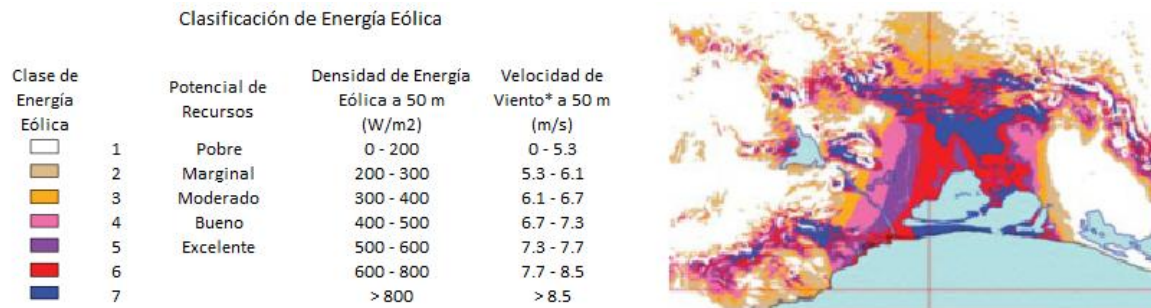 Clasificación de Energía Eólica
Clase de Energía Eólica	Potencial de Recursos	Densidad de Energía Eólica a 50 m (W/m2)	Velocidad de Viento* a 50 m (m/s)
1	Pobre	0 - 200	0 - 5.3
2	Marginal	200 - 300	5.3 - 6.1
3	Moderado	300 - 400	6.1 - 6.7
4	Bueno	400 - 500	6.7 - 7.3
5	Excelente	500 - 600	7.3 - 7.7
6	600 - 800	7.7 - 8.5
7	> 800	> 8.5